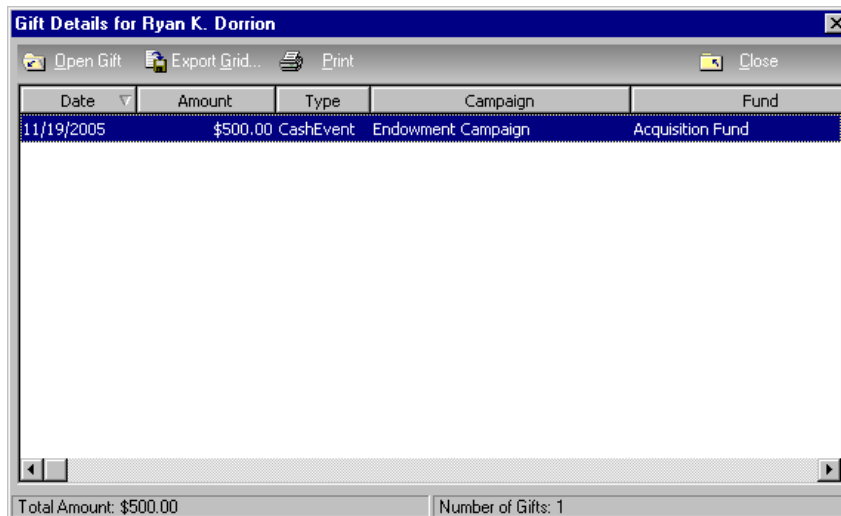 Gift Details for Ryan K. Dorrion
Open Gift Export Grid... Print Close
Date Amount Type Campaign Fund
11/19/2005 $500.00 CashEvent Endowment Campaign Acquisition Fund
Total Amount: $500.00 Number of Gifts: 1